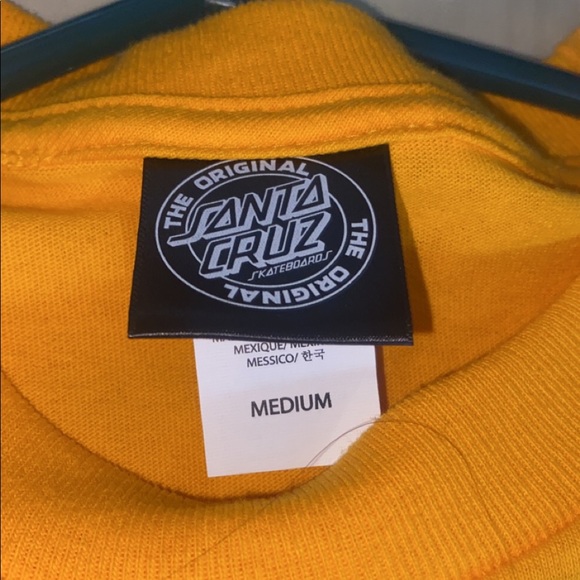 THE ORIGINAL
SANTA
CRUZ
SKATEBOARDS
THE ORIGINAL
MEXIQUE/
MESSICO/ 한국
MEDIUM